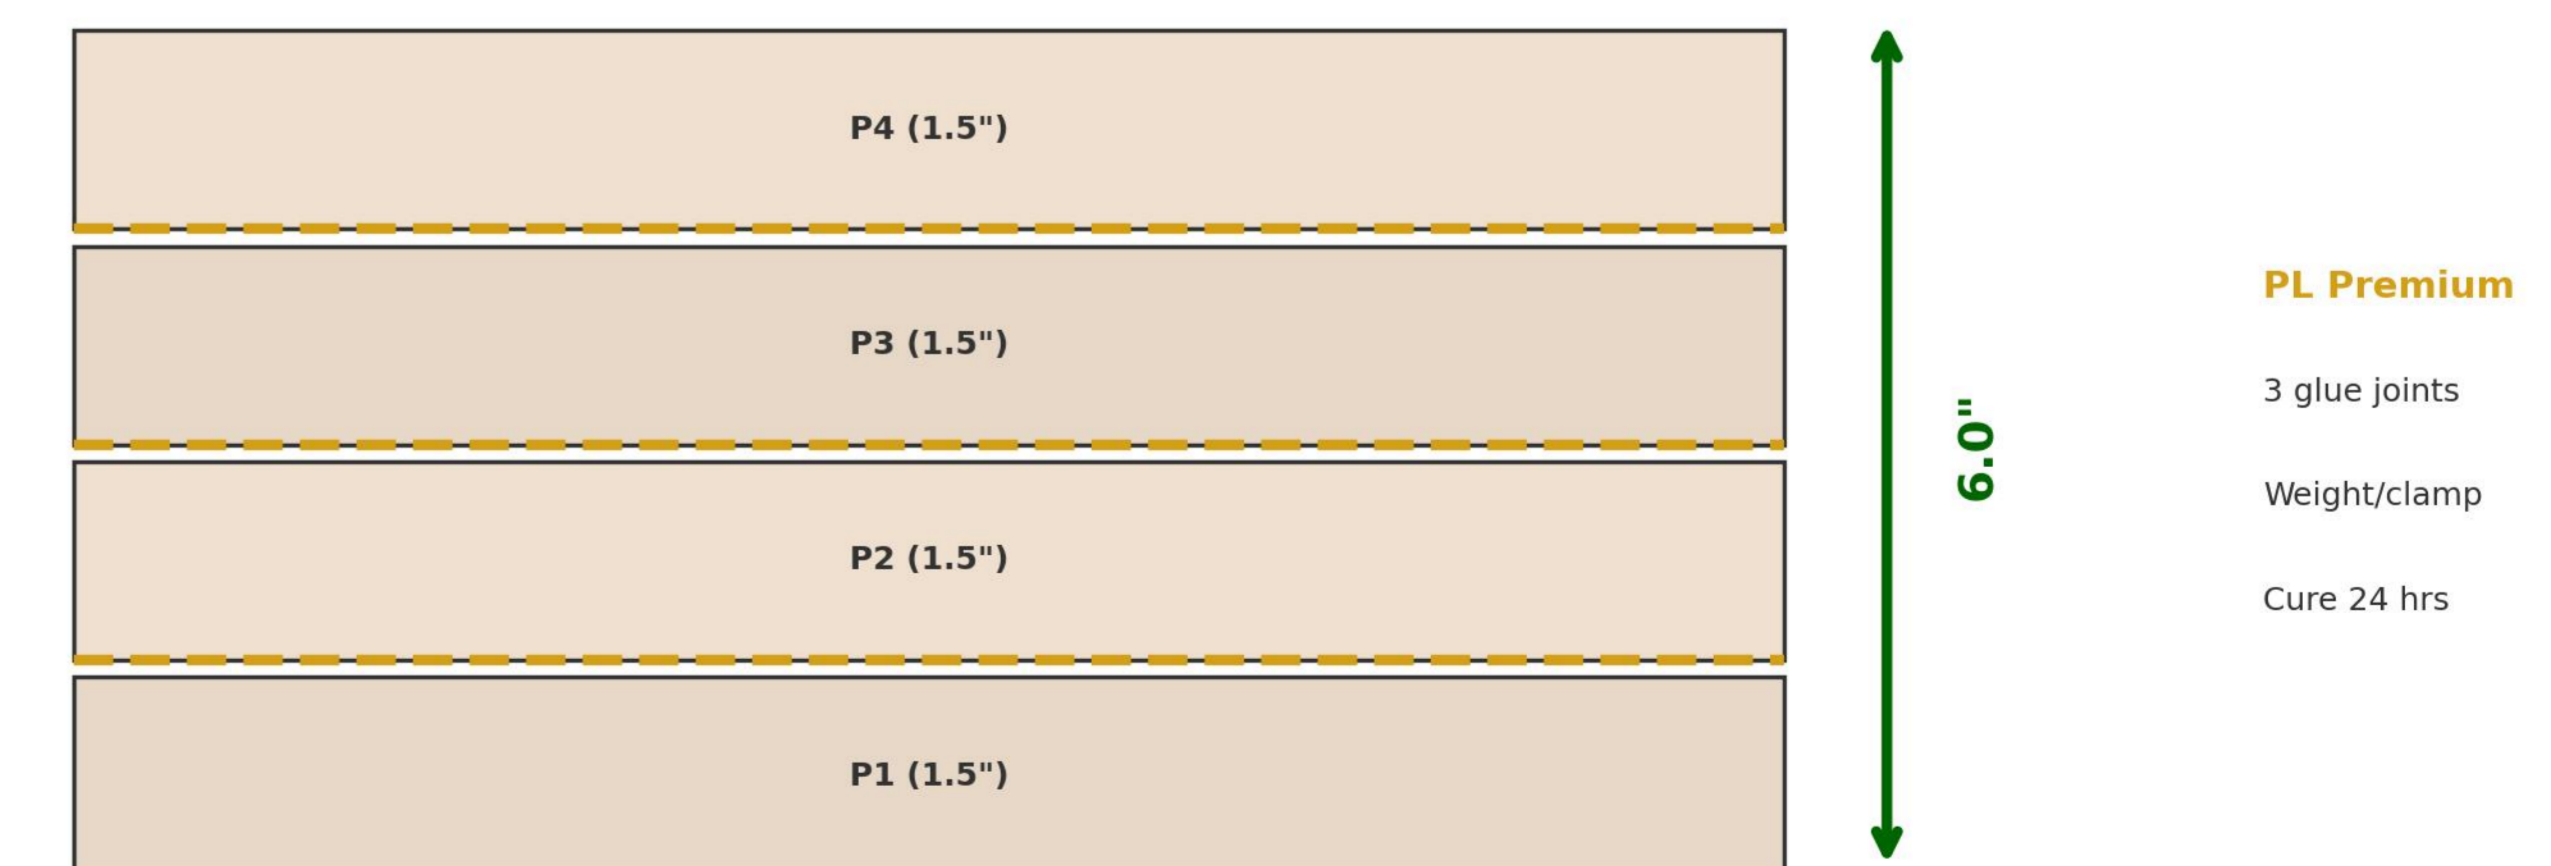 P4 (1.5")
P3 (1.5")
P2 (1.5")
P1 (1.5")
6.0"
PL Premium
3 glue joints
Weight/clamp
Cure 24 hrs